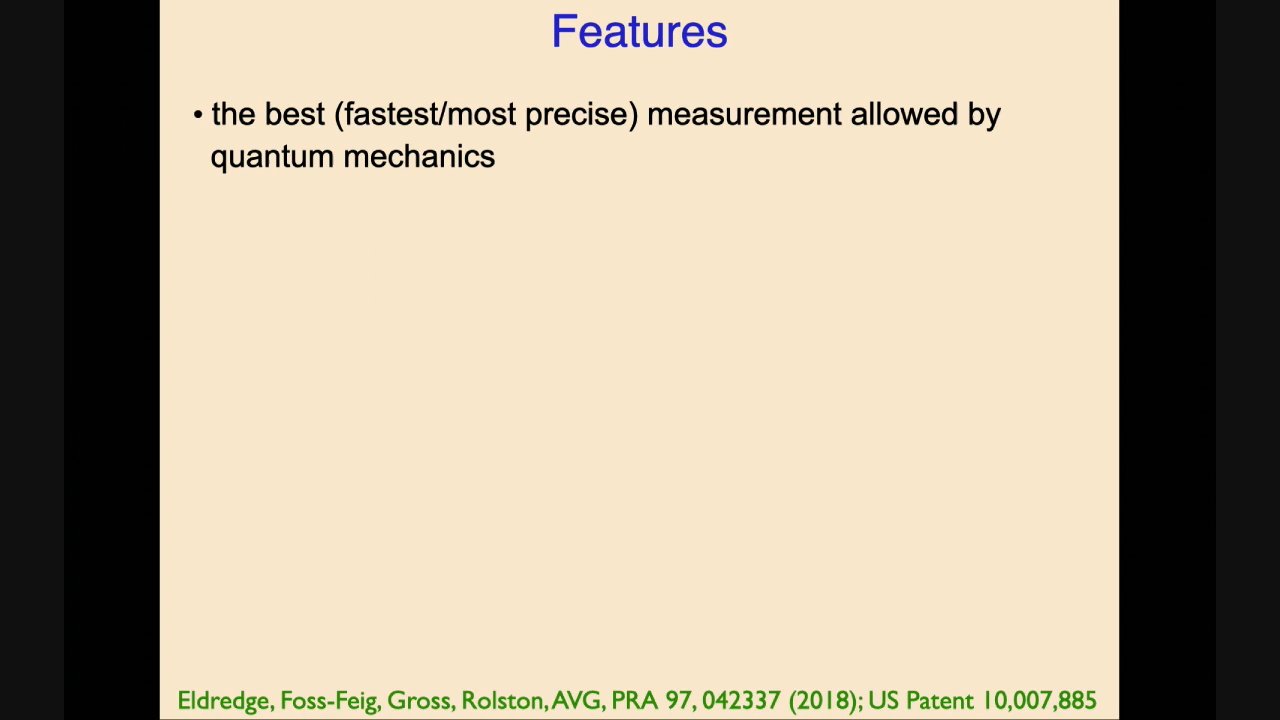 Features
• the best (fastest/most precise) measurement allowed by
quantum mechanics
Eldredge, Foss-Feig, Gross, Rolston, AVG, PRA 97, 042337 (2018); US Patent 10,007,885